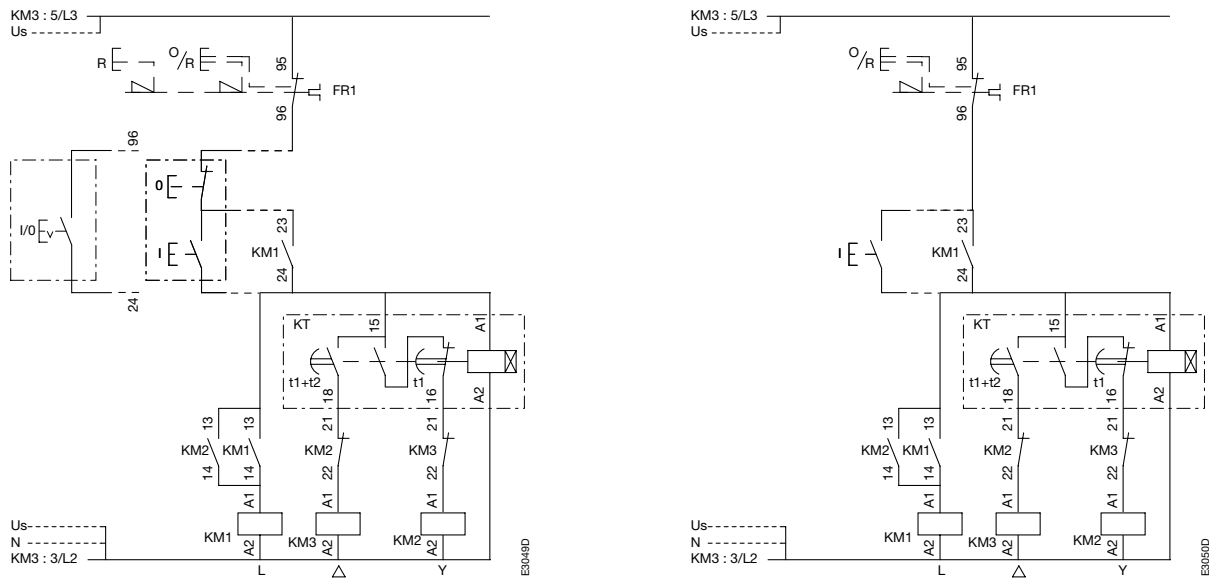 KM3 : 5/L3
Us
R
O/R
95
96
FR1
96
0
I/0
I
23
KM1
24
24
KT
15
A1
t1+t2
t1
18
16
A2
13
13
21
21
KM2
KM1
KM2
KM3
14
14
22
22
A1
A1
A1
Us
N
KM3 : 3/L2
KM1
KM3
KM2
A2
A2
A2
L
Y
E3049D
KM3 : 5/L3
Us
O/R
95
96
FR1
I
23
KM1
24
KT
15
A1
t1+t2
t1
18
16
A2
13
13
21
21
KM2
KM1
KM2
KM3
14
14
22
22
A1
A1
A1
Us
N
KM3 : 3/L2
KM1
KM3
KM2
A2
A2
A2
L
Y
E3050D